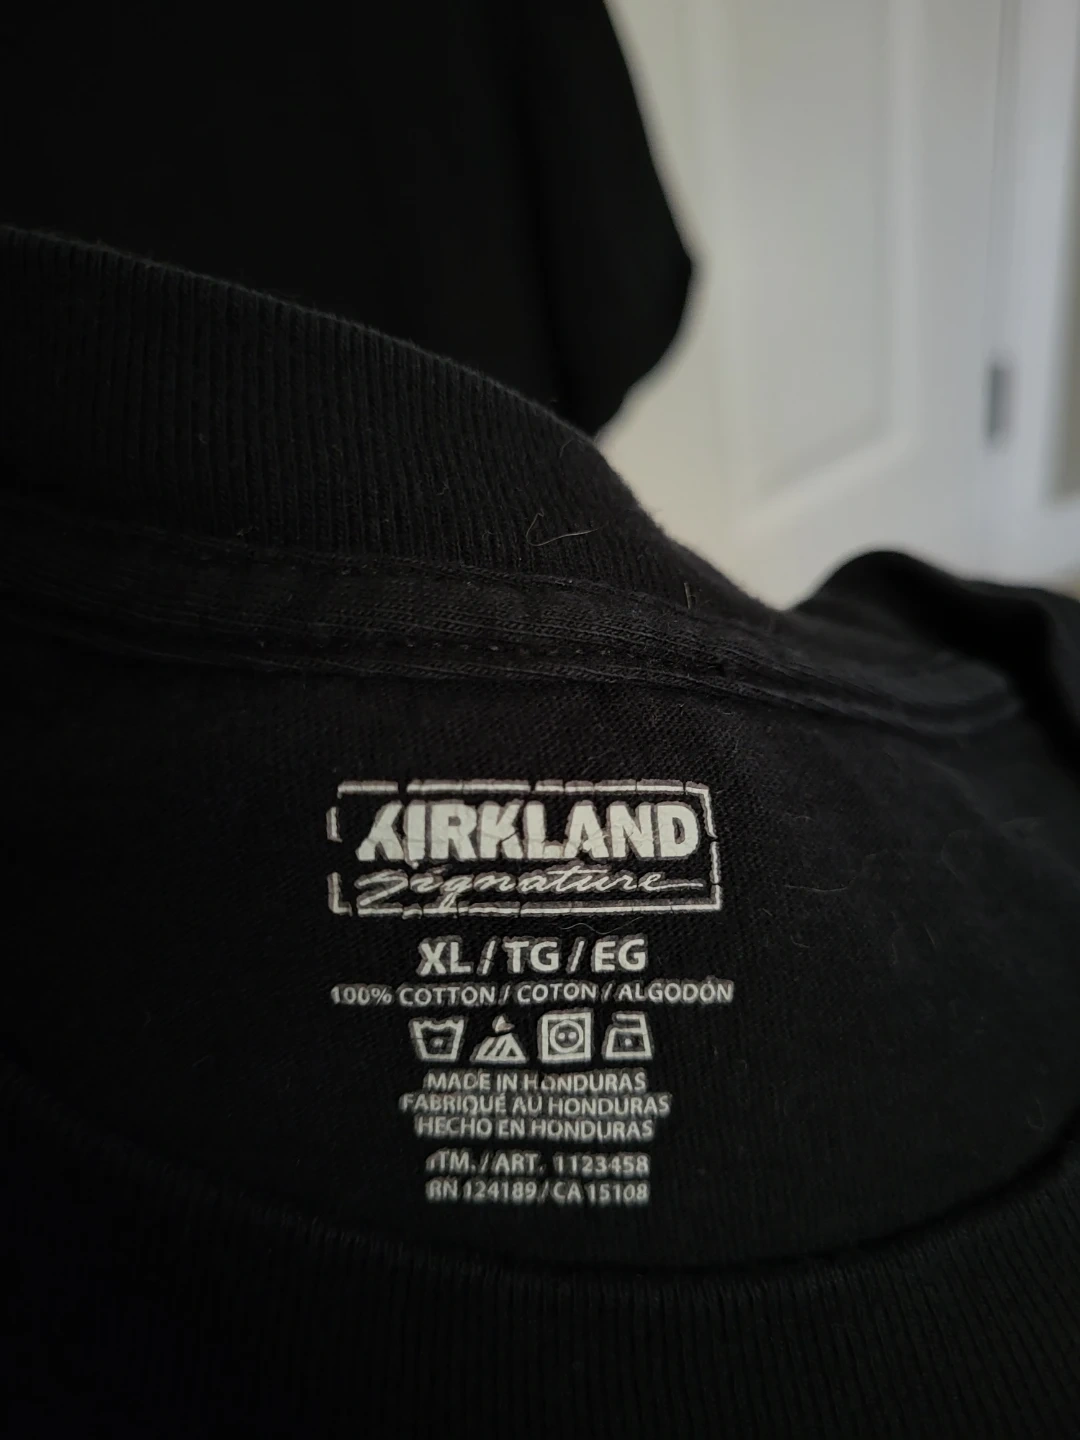 KIRKLAND
Signature
XL / TG / EG
100% COTTON / COTON / ALGODÓN
MADE IN HONDURAS
FABRIQUÉ AU HONDURAS
HECHO EN HONDURAS
ITM. / ART. 1123458
RN 124189 / CA 15108